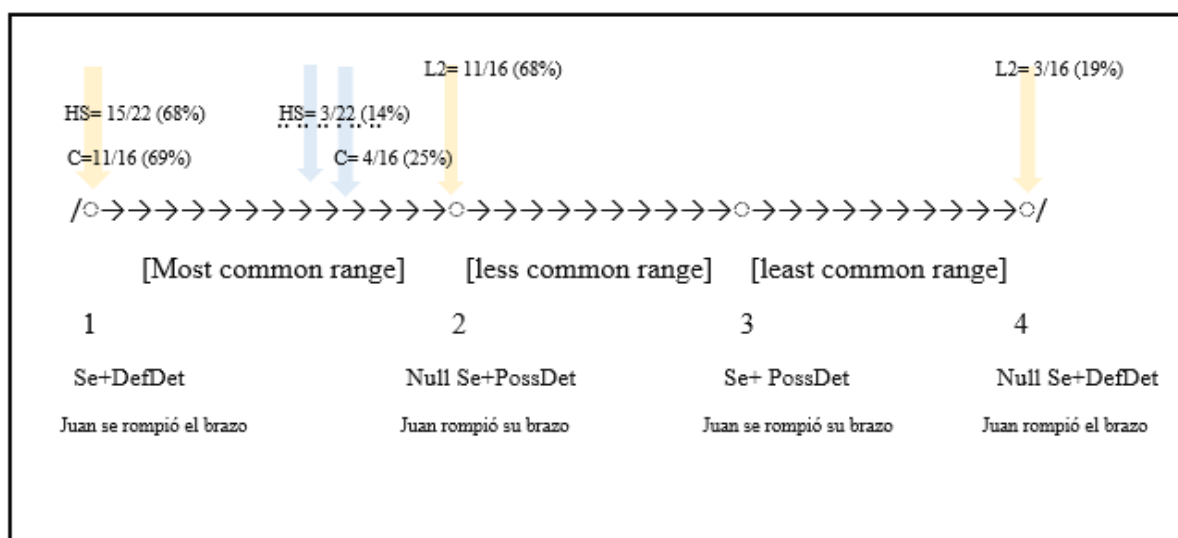 L2= 11/16 (68%) L2= 3/16 (19%)
HS= 15/22 (68%) HS= 3/22 (14%)
C=11/16 (69%) C= 4/16 (25%)
/○→→→→→→→→→→→→→→○→→→→→→→→→→→○→→→→→→→→→→→○/
[Most common range] [less common range] [least common range]
1 2 3 4
Se+DefDet Null Se+PossDet Se+ PossDet Null Se+DefDet
Juan se rompió el brazo Juan rompió su brazo Juan se rompió su brazo Juan rompió el brazo